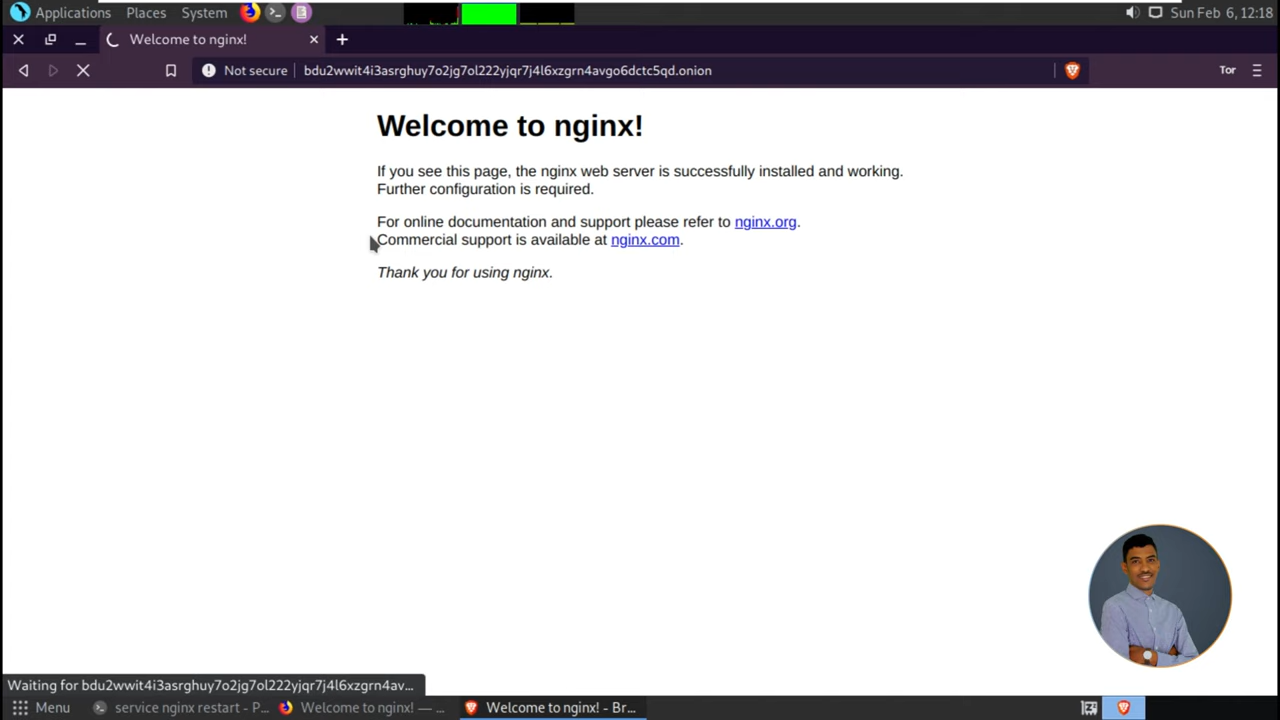 Applications Places System Sun Feb 6, 12:18
Welcome to nginx!
Not secure bdu2wwit4i3asrghuy7o2jg7ol222yjqr7j4l6xzgrn4avgo6dctc5qd.onion Tor
Welcome to nginx!
If you see this page, the nginx web server is successfully installed and working.
Further configuration is required.
For online documentation and support please refer to nginx.org.
Commercial support is available at nginx.com.
Thank you for using nginx.
Waiting for bdu2wwit4i3asrghuy7o2jg7ol222yjqr7j4l6xzgrn4av...
Menu service nginx restart - P... Welcome to nginx! — ... Welcome to nginx! - Br...